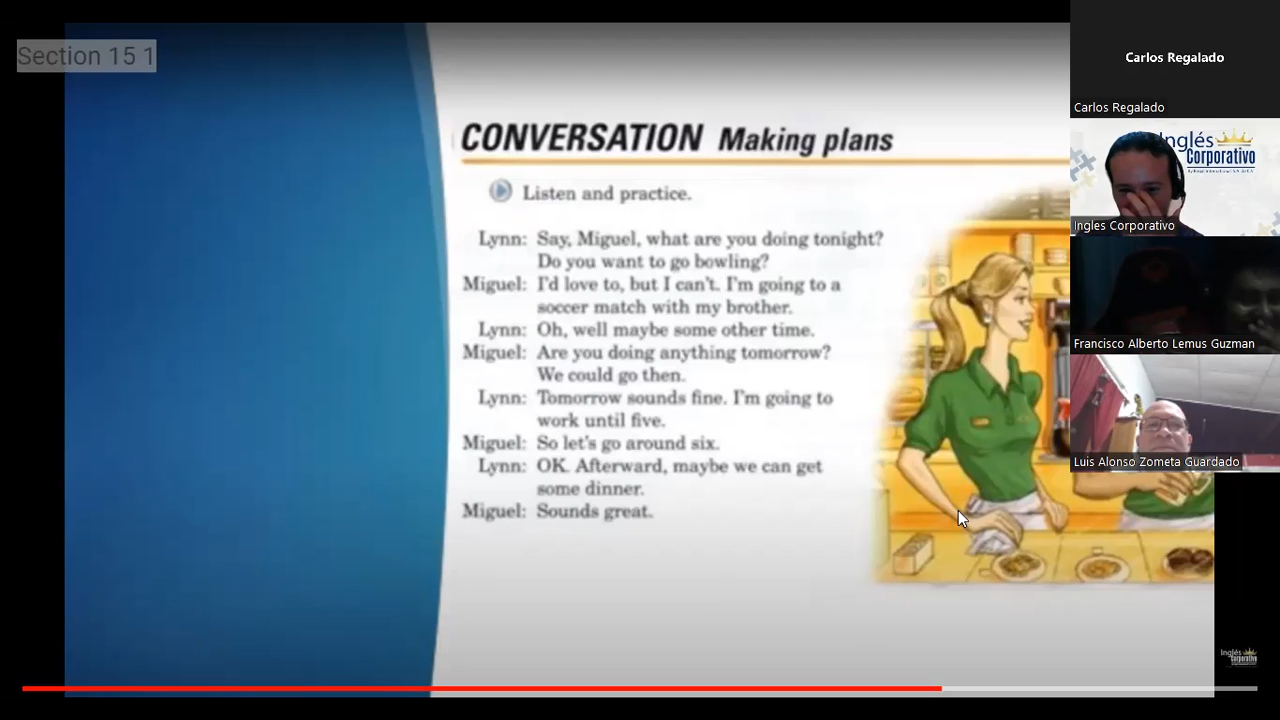 Section 15 1
CONVERSATION Making plans
Listen and practice.
Lynn: Say, Miguel, what are you doing tonight?
Do you want to go bowling?
Miguel: I'd love to, but I can't. I'm going to a
soccer match with my brother.
Lynn: Oh, well maybe some other time.
Miguel: Are you doing anything tomorrow?
We could go then.
Lynn: Tomorrow sounds fine. I'm going to
work until five.
Miguel: So let's go around six.
Lynn: OK. Afterward, maybe we can get
some dinner.
Miguel: Sounds great.
Carlos Regalado
Carlos Regalado
Inglés
Corporativo
Ingles Corporativo
Francisco Alberto Lemus Guzman
Luis Alonso Zometa Guardado
Inglés
Corporativo